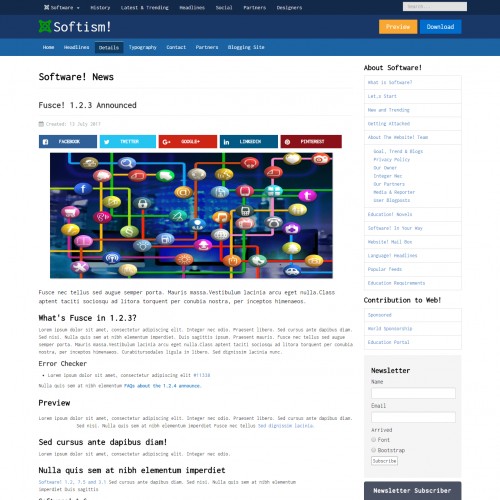 Software History Latest & Trending Headlines Social Partners Designers Search ...
Softism!
Preview Download
Home Headlines Details Typography Contact Partners Blogging Site
Software! News
Fusce! 1.2.3 Announced
Created: 13 July 2017
FACEBOOK TWITTER GOOGLE+ LINKEDIN PINTEREST
Fusce nec tellus sed augue semper porta. Mauris massa.Vestibulum lacinia arcu eget nulla.Class
aptent taciti sociosqu ad litora torquent per conubia nostra, per inceptos himenaeos.
What's Fusce in 1.2.3?
Lorem ipsum dolor sit amet, consectetur adipiscing elit. Integer nec odio. Praesent libero. Sed cursus ante dapibus diam.
Sed nisi. Nulla quis sem at nibh elementum imperdiet. Duis sagittis ipsum. Praesent mauris, fusce nec tellus sed augue
semper porta. Mauris massa.Vestibulum lacinia arcu eget nulla.Class aptent taciti sociosqu ad litora torquent per conubia
nostra, per inceptos himenaeos. Curabitursodales ligula in libero. Sed dignissim lacinia nunc.
Error Checker
Lorem ipsum dolor sit amet, consectetur adipiscing elit #11238
Nulla quis sem at nibh elementum FAQs about the 1.2.4 announce.
Preview
Lorem ipsum dolor sit amet, consectetur adipiscing elit. Integer nec odio. Praesent libero. Sed cursus ante dapibus diam.
Sed nisi. Nulla quis sem at nibh elementum imperdiet Fusce nec tellus Sed dignissim lacinia.
Sed cursus ante dapibus diam!
Lorem ipsum dolor sit amet, consectetur adipiscing elit. Integer nec odio.
Nulla quis sem at nibh elementum imperdiet
Software! 1.2, 7.5 and 3.1 Sed cursus ante dapibus diam. Sed nisi. Nulla quis sem at nibh elementum
imperdiet Duis sagittis
About Software!
What is Software?
Let,s Start
New and Trending
Getting Attached
About The Website! Team
Goal, Trend & Blogs
Privacy Policy
Our Owner
Integer Nec
Our Partners
Media & Reporter
User Blogposts
Education! Novels
Software! In Your Way
Website! Mail Box
Language! Headlines
Popular Feeds
Education Requirements
Contribution to Web!
Sponsored
World Sponsorship
Education Portal
Newsletter
Name
Email
Arrived
Font
Bootstrap
Subscribe
Newsletter Subscriber